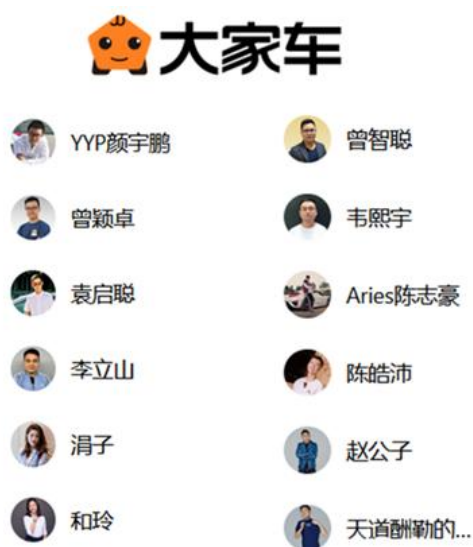 大家车
YYP颜宇鹏
曾智聪
曾颖卓
韦熙宇
袁启聪
Aries陈志豪
李立山
陈皓沛
涓子
赵公子
和玲
天道酬勤的...